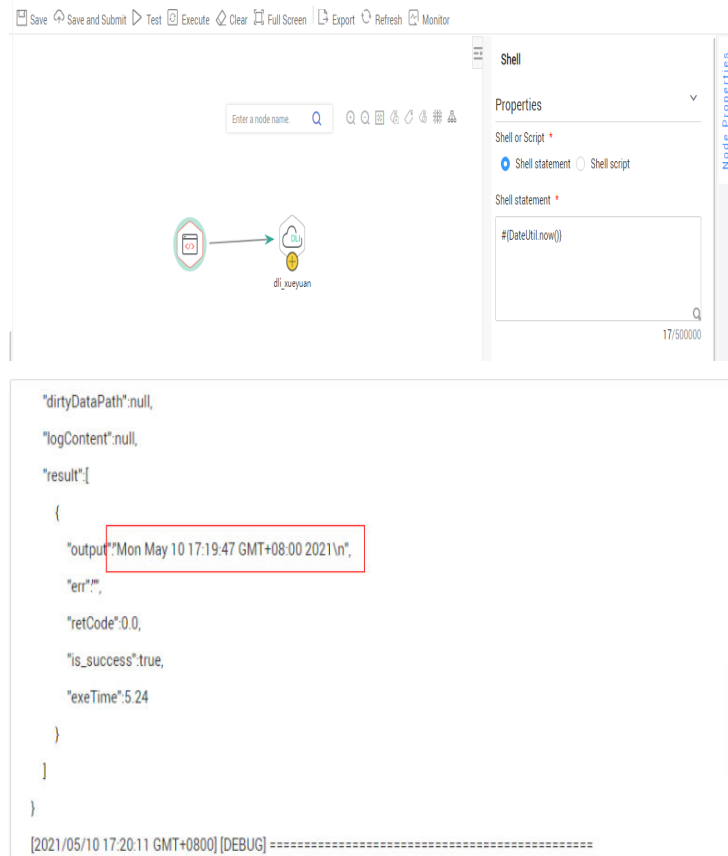 Save Save and Submit Test Execute Clear Full Screen Export Refresh Monitor
Shell
Node Properties
Enter a node name.
Properties
Shell or Script *
Shell statement Shell script
Shell statement *
#{DateUtil.now()}
17/500000
DLI
dli_xueyuan
"dirtyDataPath":null,
"logContent":null,
"result":[
{
"output":"Mon May 10 17:19:47 GMT+08:00 2021\n",
"err":"",
"retCode":0.0,
"is_success":true,
"exeTime":5.24
}
]
}
[2021/05/10 17:20:11 GMT+0800] [DEBUG] ===============================================